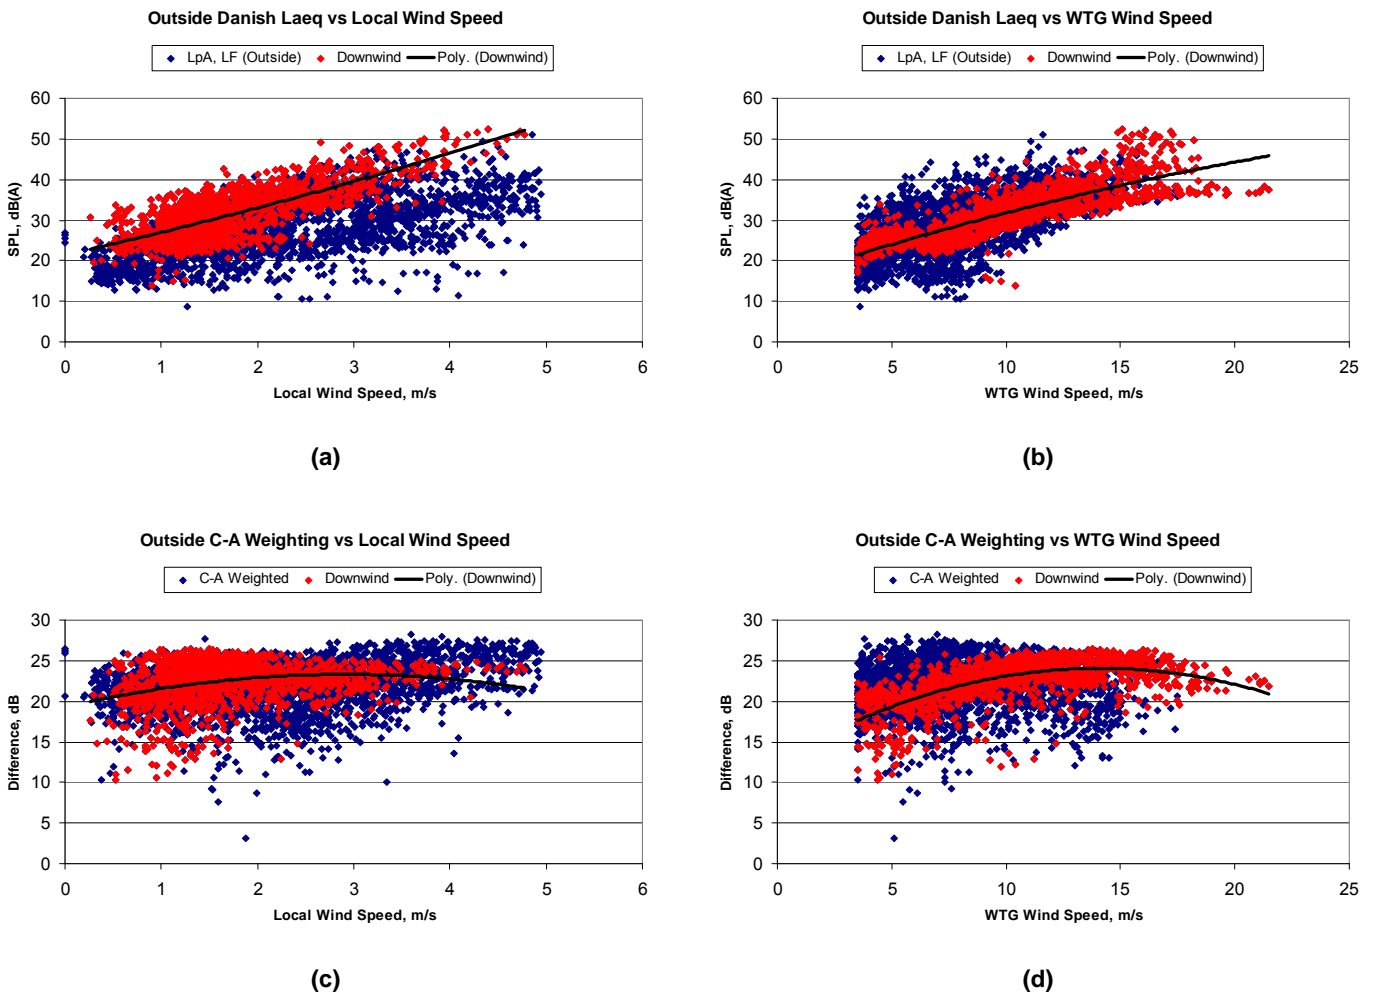 Outside Danish Laeq vs Local Wind Speed
LpA, LF (Outside) Downwind Poly. (Downwind)
60
50
40
30
20
10
0
SPL, dB(A)
0 1 2 3 4 5 6
Local Wind Speed, m/s
(a)
Outside Danish Laeq vs WTG Wind Speed
LpA, LF (Outside) Downwind Poly. (Downwind)
60
50
40
30
20
10
0
SPL, dB(A)
0 5 10 15 20 25
WTG Wind Speed, m/s
(b)
Outside C-A Weighting vs Local Wind Speed
C-A Weighted Downwind Poly. (Downwind)
30
25
20
15
10
5
0
Difference, dB
0 1 2 3 4 5 6
Local Wind Speed, m/s
(c)
Outside C-A Weighting vs WTG Wind Speed
C-A Weighted Downwind Poly. (Downwind)
30
25
20
15
10
5
0
Difference, dB
0 5 10 15 20 25
WTG Wind Speed, m/s
(d)